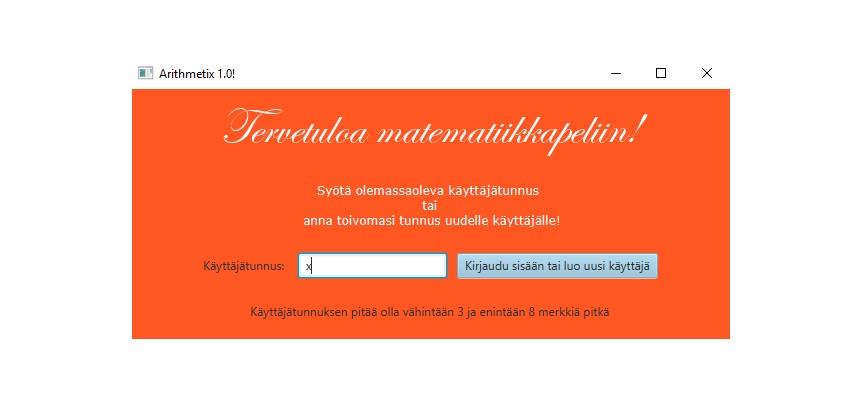 Arithmetix 1.0!
Tervetuloa matematiikkapeliin!
Syötä olemassaoleva käyttäjätunnus
tai
anna toivomasi tunnus uudelle käyttäjälle!
Käyttäjätunnus: x Kirjaudu sisään tai luo uusi käyttäjä
Käyttäjätunnuksen pitää olla vähintään 3 ja enintään 8 merkkiä pitkä